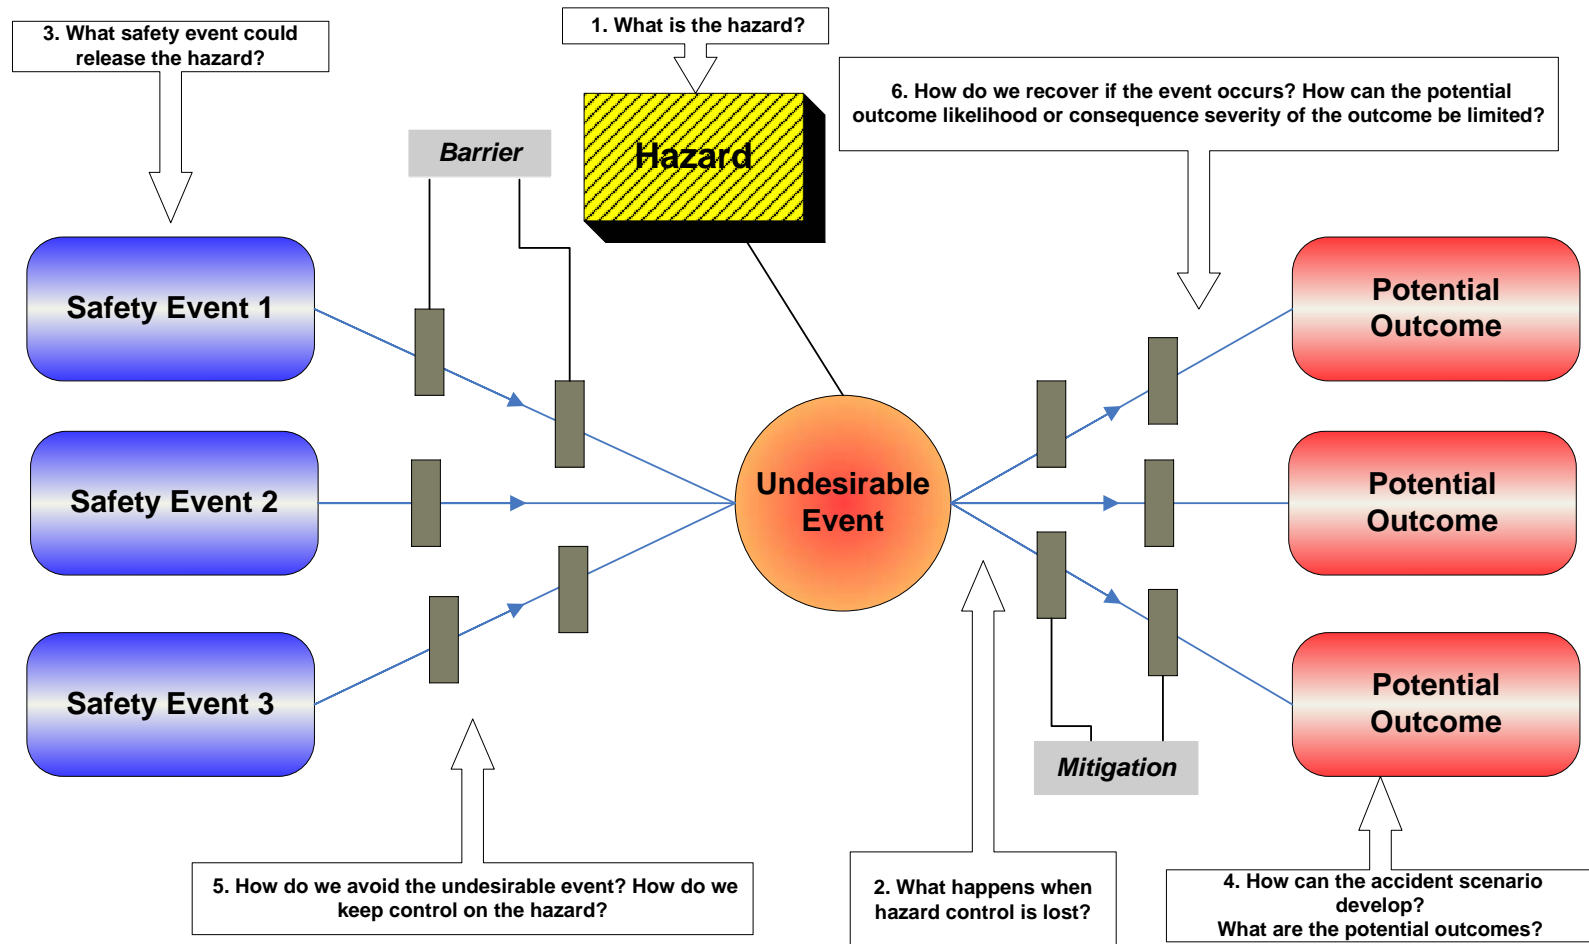 3. What safety event could
release the hazard?
1. What is the hazard?
6. How do we recover if the event occurs? How can the potential
outcome likelihood or consequence severity of the outcome be limited?
Barrier
Hazard
Safety Event 1
Potential
Outcome
Safety Event 2
Undesirable
Event
Potential
Outcome
Safety Event 3
Potential
Outcome
Mitigation
5. How do we avoid the undesirable event? How do we
keep control on the hazard?
2. What happens when
hazard control is lost?
4. How can the accident scenario
develop?
What are the potential outcomes?